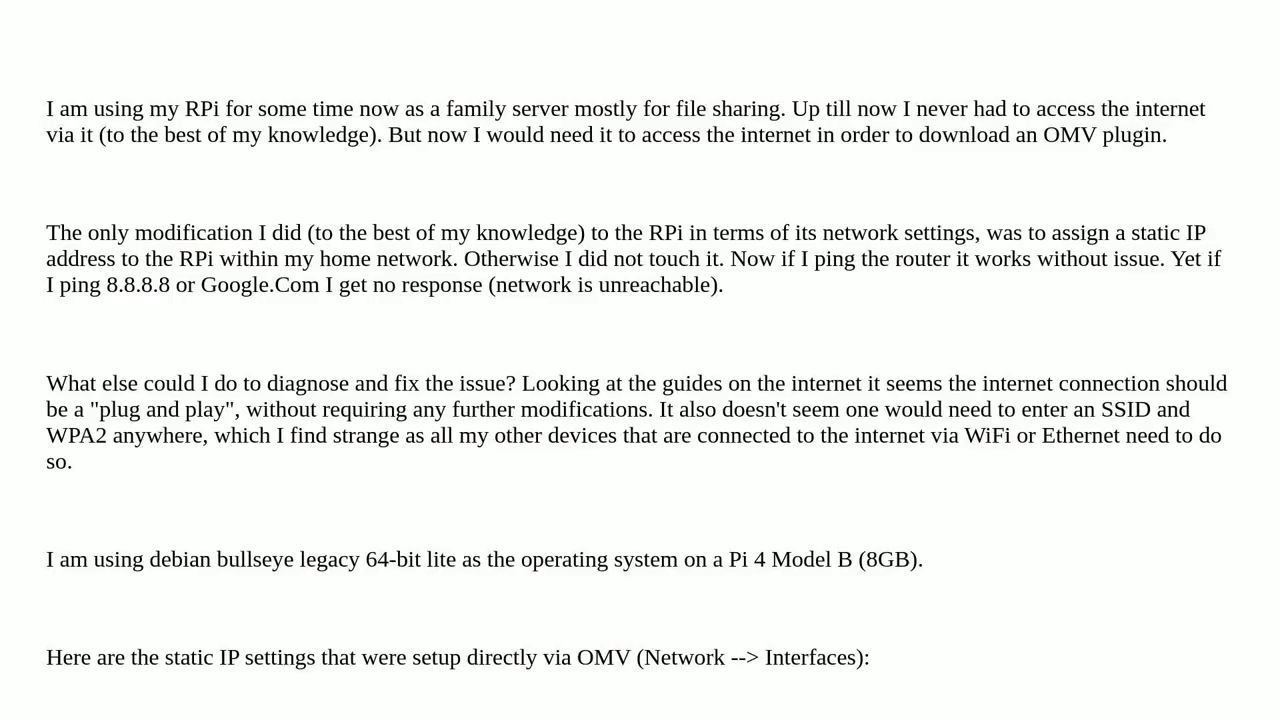 I am using my RPi for some time now as a family server mostly for file sharing. Up till now I never had to access the internet
via it (to the best of my knowledge). But now I would need it to access the internet in order to download an OMV plugin.
The only modification I did (to the best of my knowledge) to the RPi in terms of its network settings, was to assign a static IP
address to the RPi within my home network. Otherwise I did not touch it. Now if I ping the router it works without issue. Yet if
I ping 8.8.8.8 or Google.Com I get no response (network is unreachable).
What else could I do to diagnose and fix the issue? Looking at the guides on the internet it seems the internet connection should
be a "plug and play", without requiring any further modifications. It also doesn't seem one would need to enter an SSID and
WPA2 anywhere, which I find strange as all my other devices that are connected to the internet via WiFi or Ethernet need to do
so.
I am using debian bullseye legacy 64-bit lite as the operating system on a Pi 4 Model B (8GB).
Here are the static IP settings that were setup directly via OMV (Network --> Interfaces):